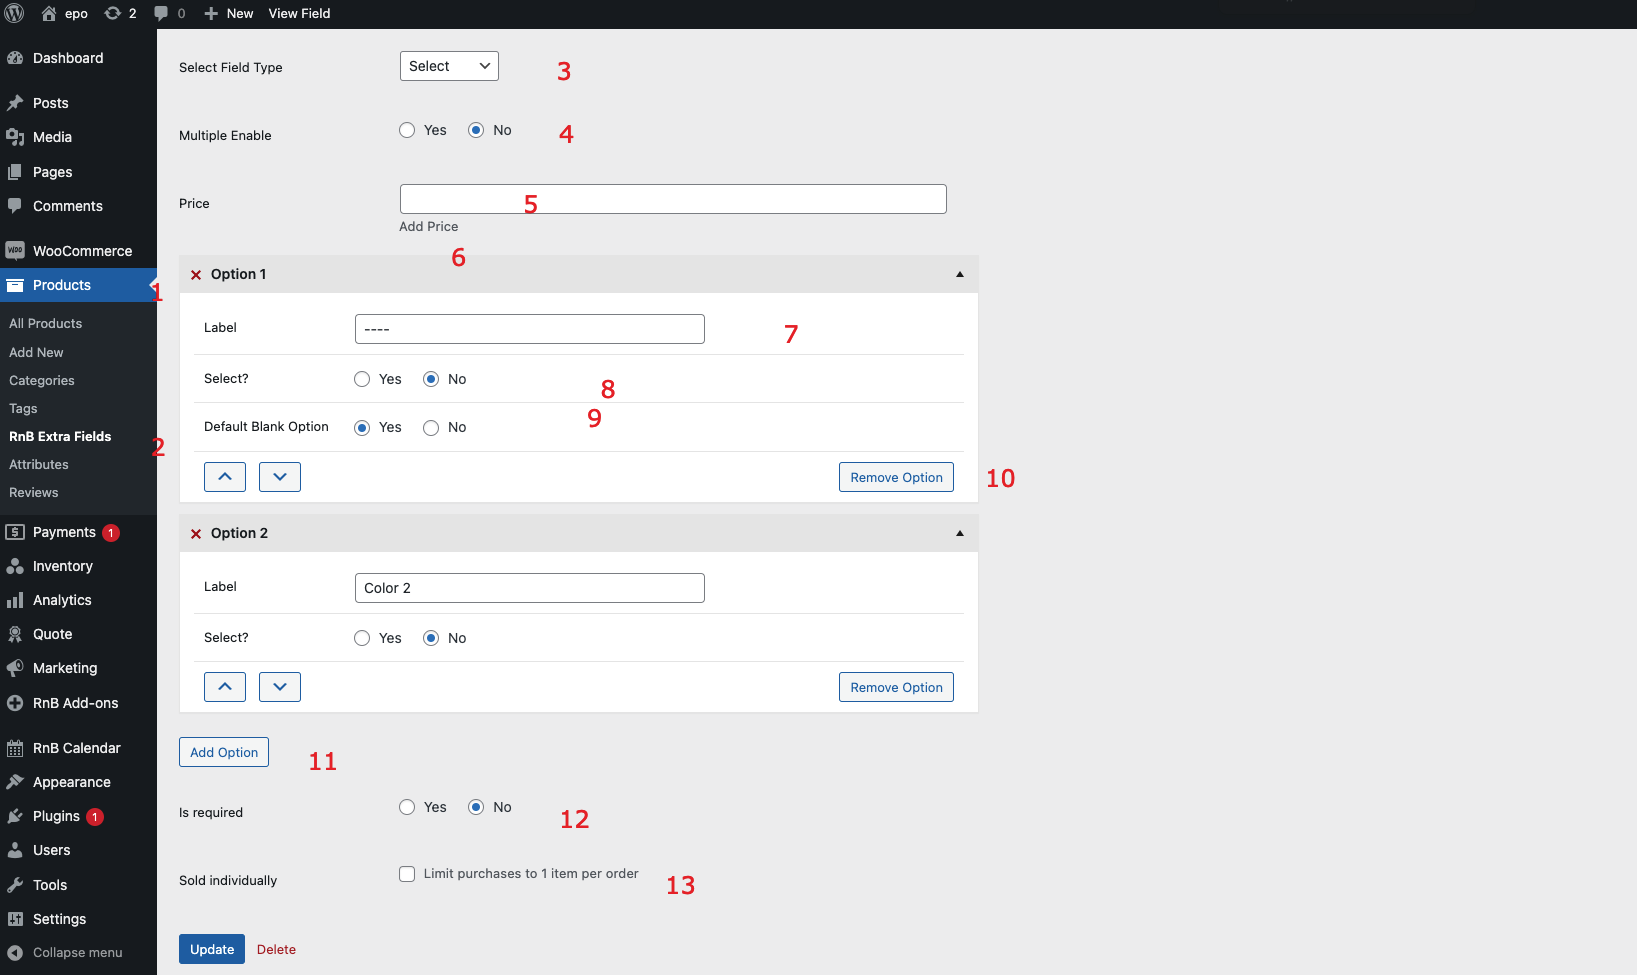 epo 2 0 New View Field
Dashboard
Posts
Media
Pages
Comments
WooCommerce
Products 1
All Products
Add New
Categories
Tags
RnB Extra Fields 2
Attributes
Reviews
Payments 1
Inventory
Analytics
Quote
Marketing
RnB Add-ons
RnB Calendar
Appearance
Plugins 1
Users
Tools
Settings
Collapse menu
Select Field Type Select 3
Multiple Enable Yes No 4
Price 5
Add Price
6
Option 1
Label ---- 7
Select? Yes No 8
9
Default Blank Option Yes No
Remove Option 10
Option 2
Label Color 2
Select? Yes No
Remove Option
Add Option 11
Is required Yes No 12
Sold individually Limit purchases to 1 item per order 13
Update Delete